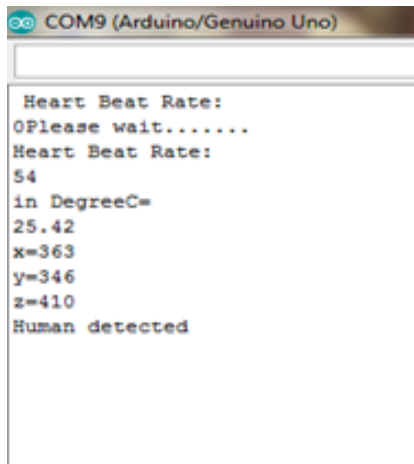 COM9 (Arduino/Genuino Uno)
Heart Beat Rate:
0Please wait.......
Heart Beat Rate:
54
in DegreeC=
25.42
x=363
y=346
z=410
Human detected